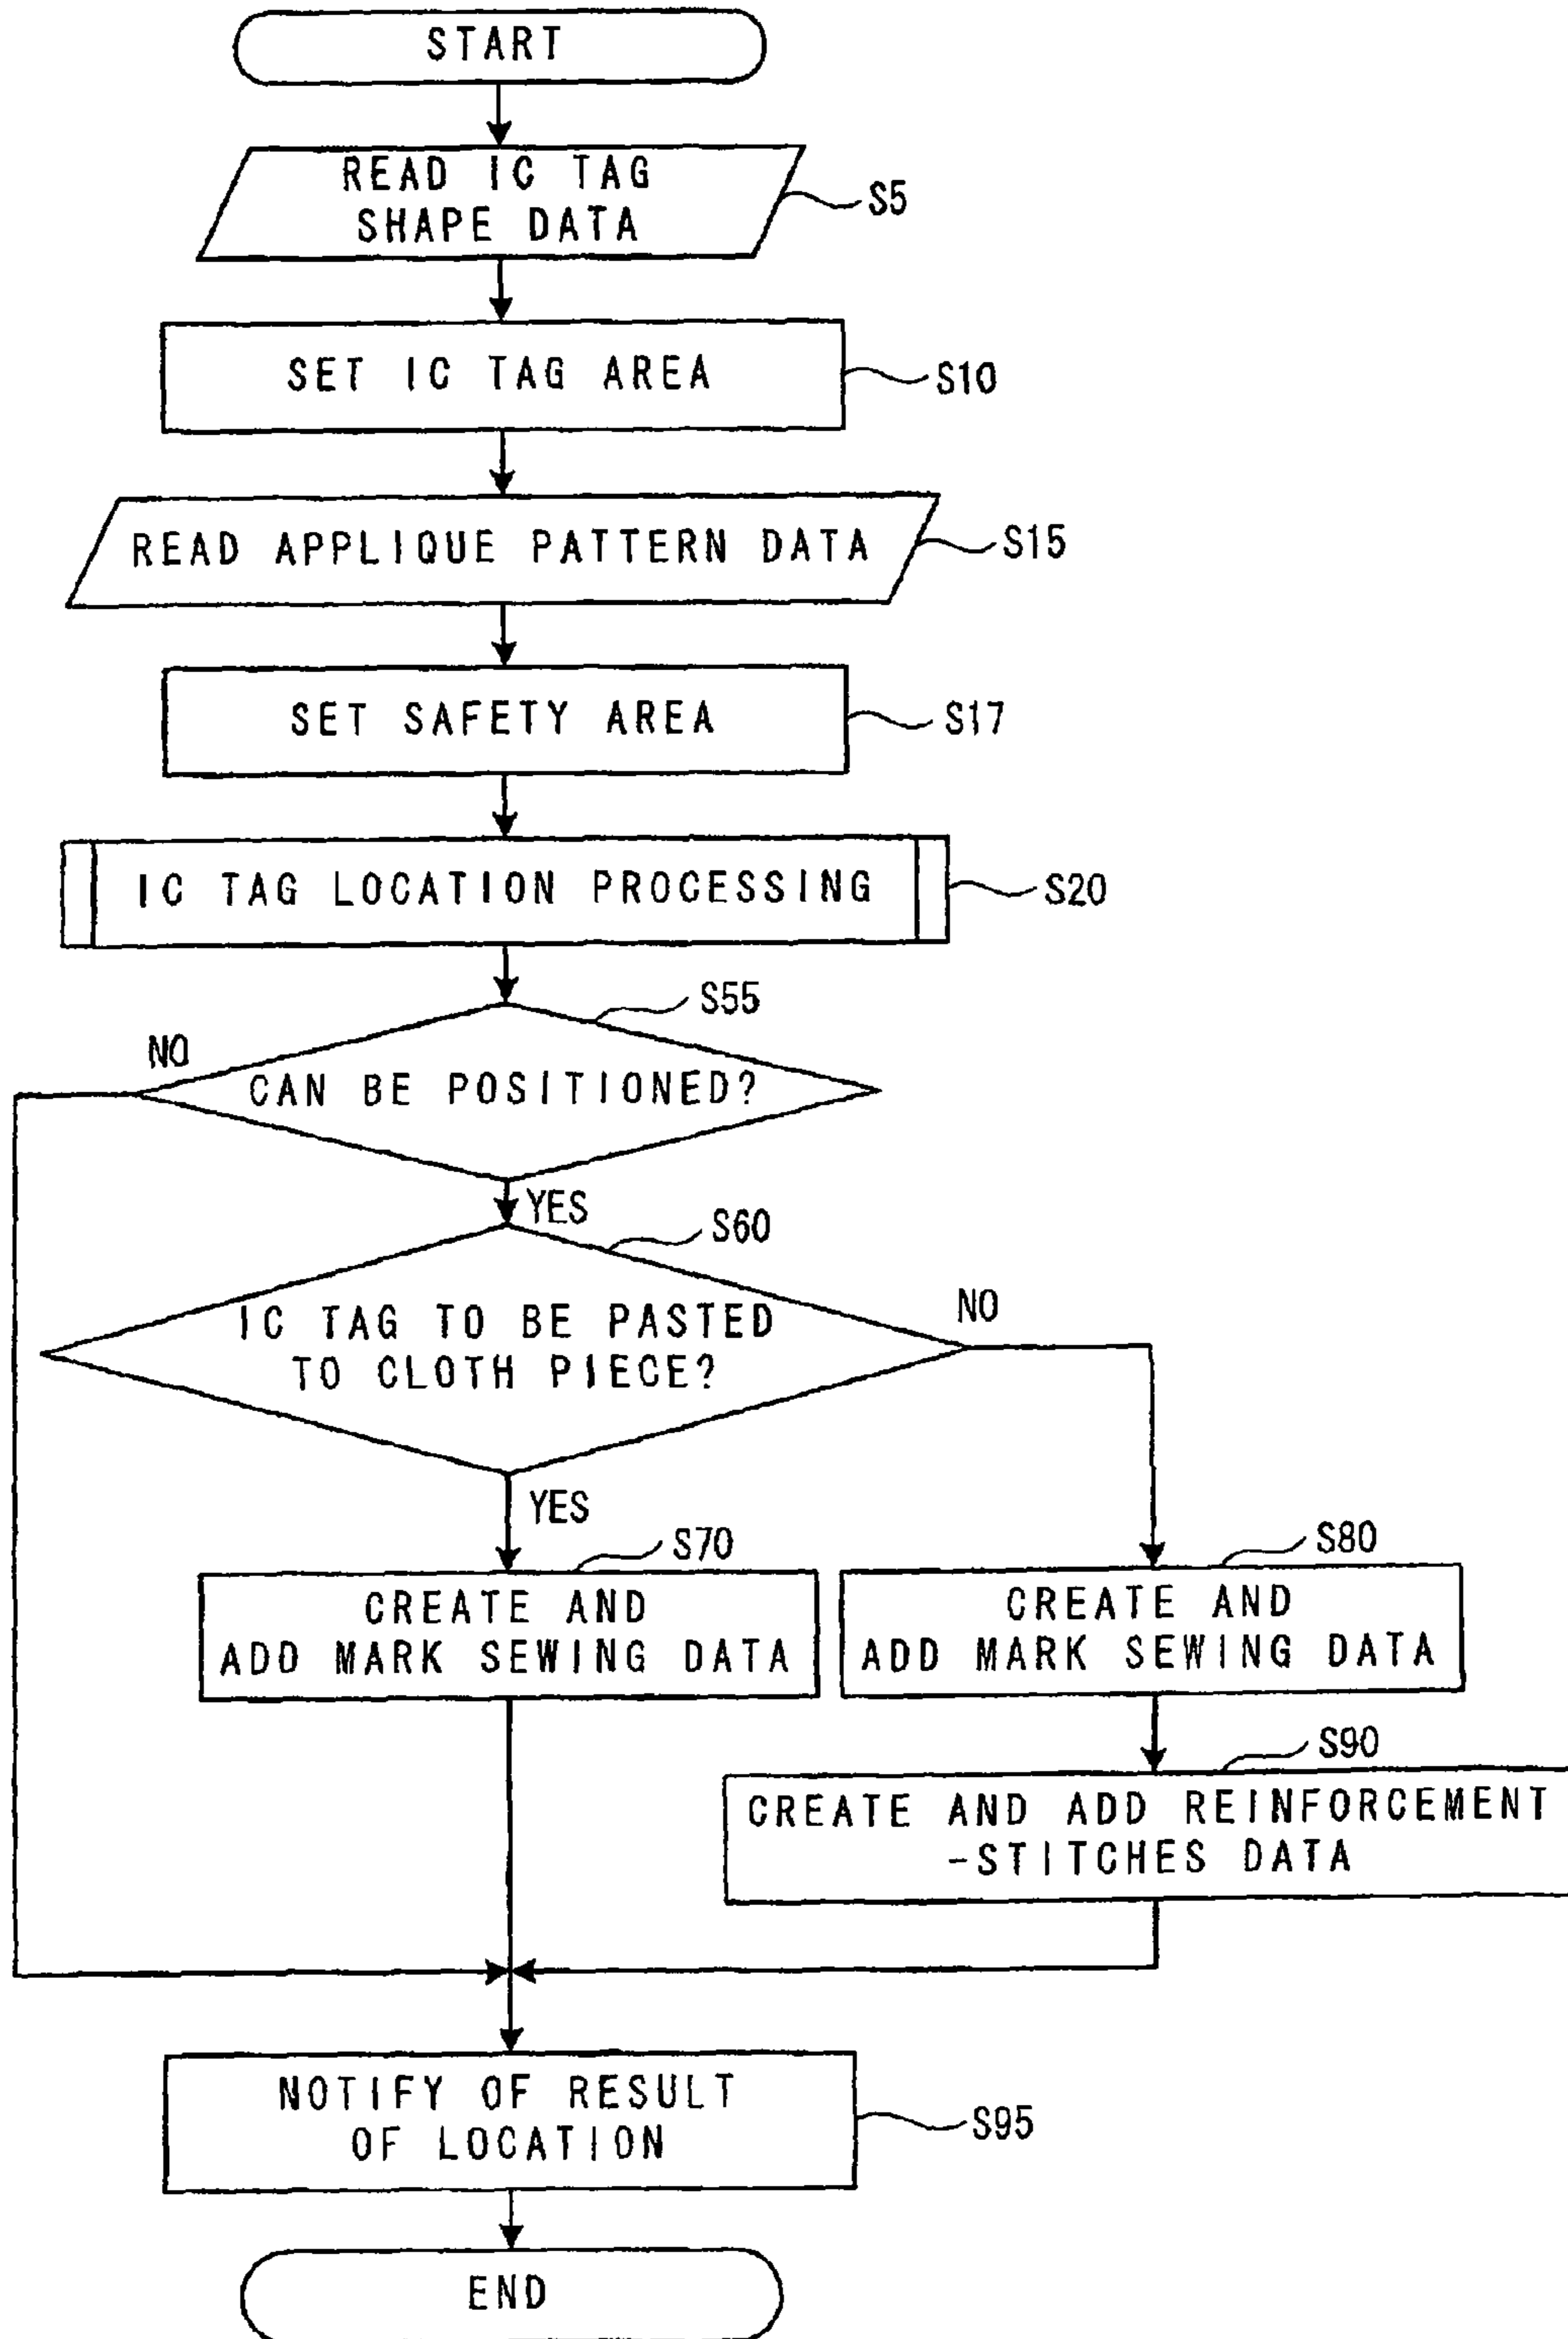 START
READ IC TAG
SHAPE DATA
S5
SET IC TAG AREA
S10
READ APPLIQUE PATTERN DATA
S15
SET SAFETY AREA
S17
IC TAG LOCATION PROCESSING
S20
S55
NO
CAN BE POSITIONED?
YES
S60
IC TAG TO BE PASTED
TO CLOTH PIECE?
NO
YES
S70
CREATE AND
ADD MARK SEWING DATA
S80
CREATE AND
ADD MARK SEWING DATA
S90
CREATE AND ADD REINFORCEMENT
-STITCHES DATA
NOTIFY OF RESULT
OF LOCATION
S95
END